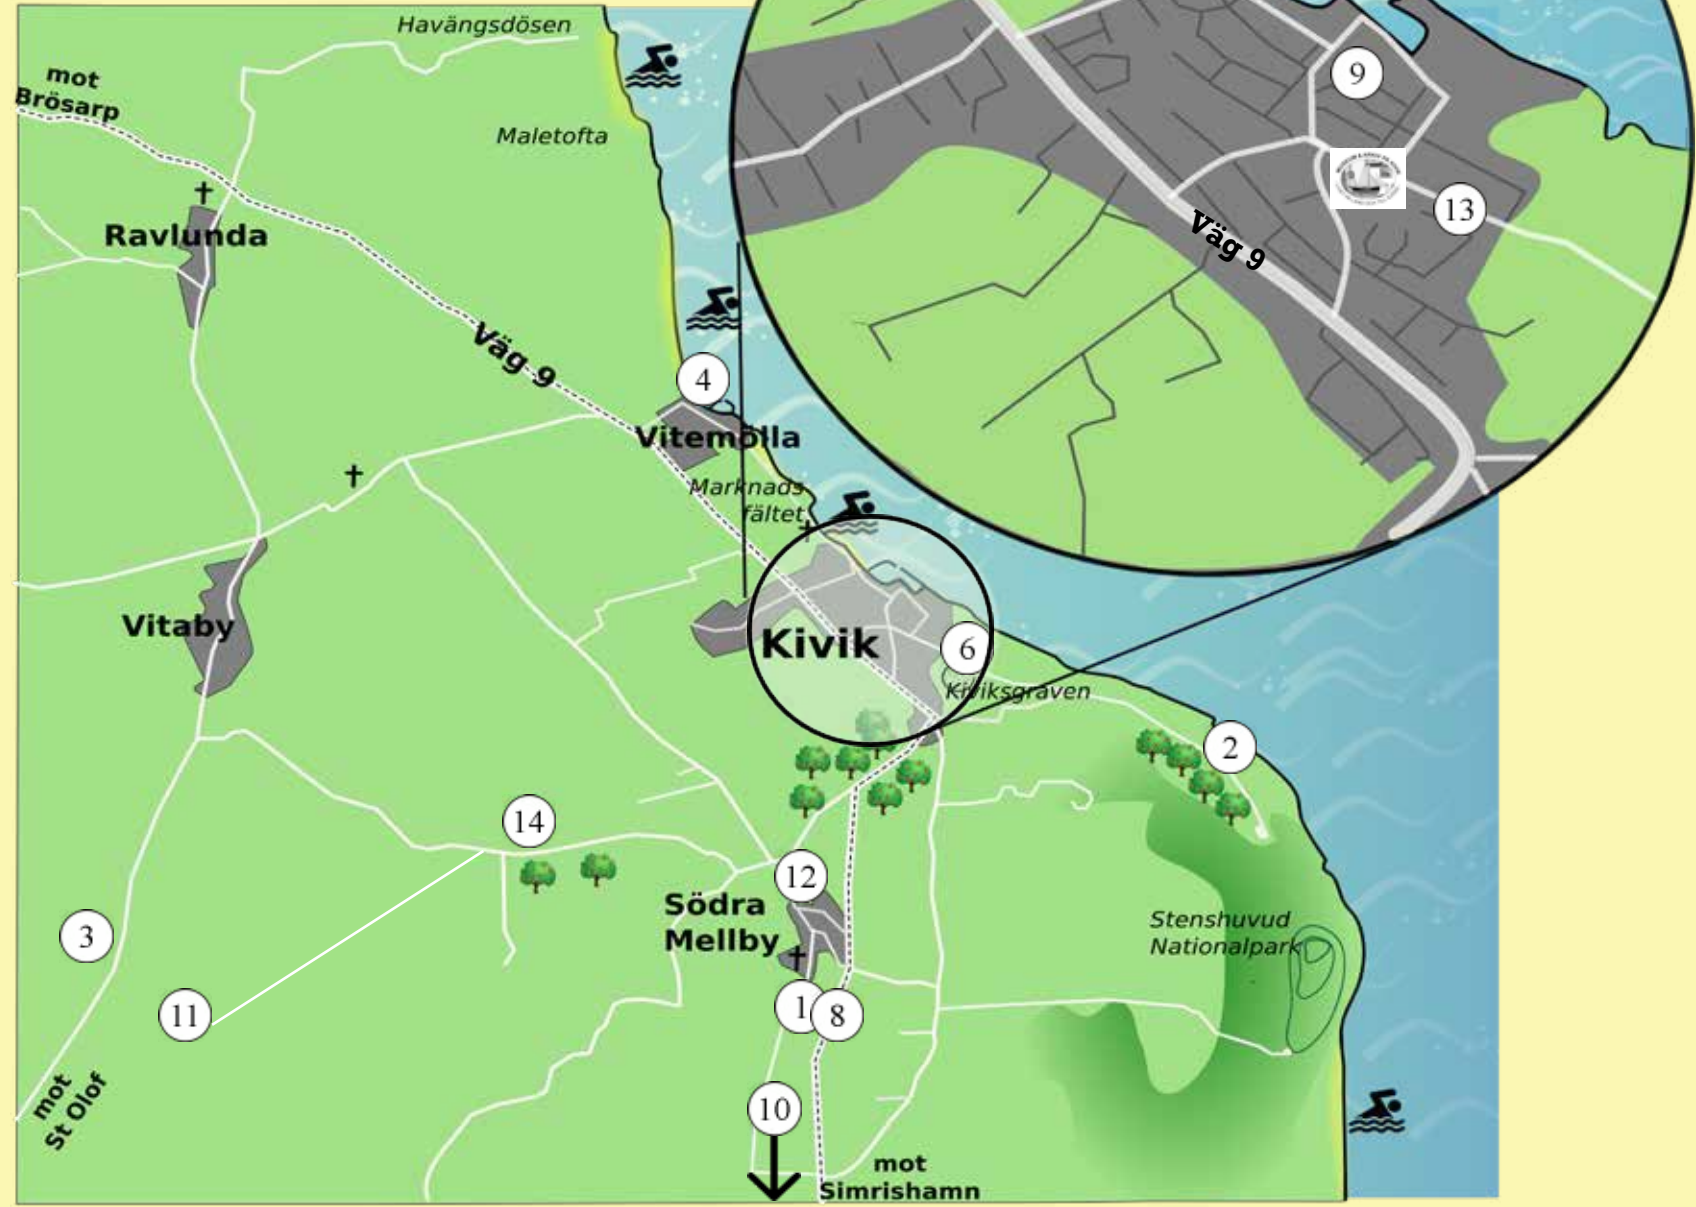 Havängsdösen
mot
Brösarp
Maletofta
9
13
Ravlunda
Väg 9
Väg 9
4
Vitemölla
Marknads
fältet
Vitaby
Kivik
6
Kiviksgraven
2
14
12
Södra
Mellby
3
Stenshuvud
Nationalpark
11
1
8
mot
St Olof
10
mot
Simrishamn